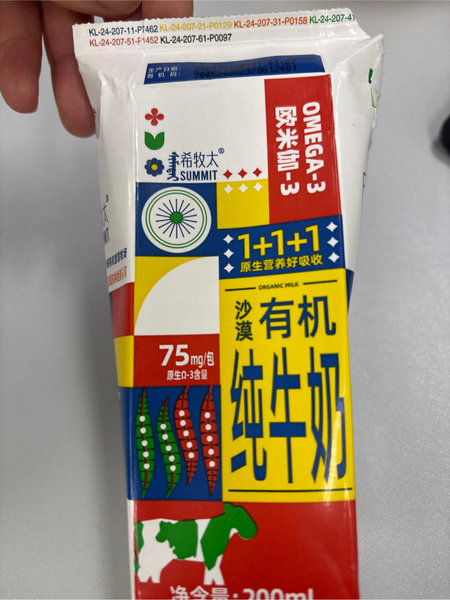 KL-24-207-11-P1462 KL-24-207-21-P0129 KL-24-207-31-P0158 KL-24-207-41
KL-24-207-51-P1452 KL-24-207-61-P0097
生产日期:
有机码:
OMEGA-3
欧米伽-3
希牧太®
SUMMIT
1+1+1
原生营养好吸收
ORGANIC MILK
沙漠
有机
纯牛奶
75mg/包
原生Ω-3含量
净含量:200ml